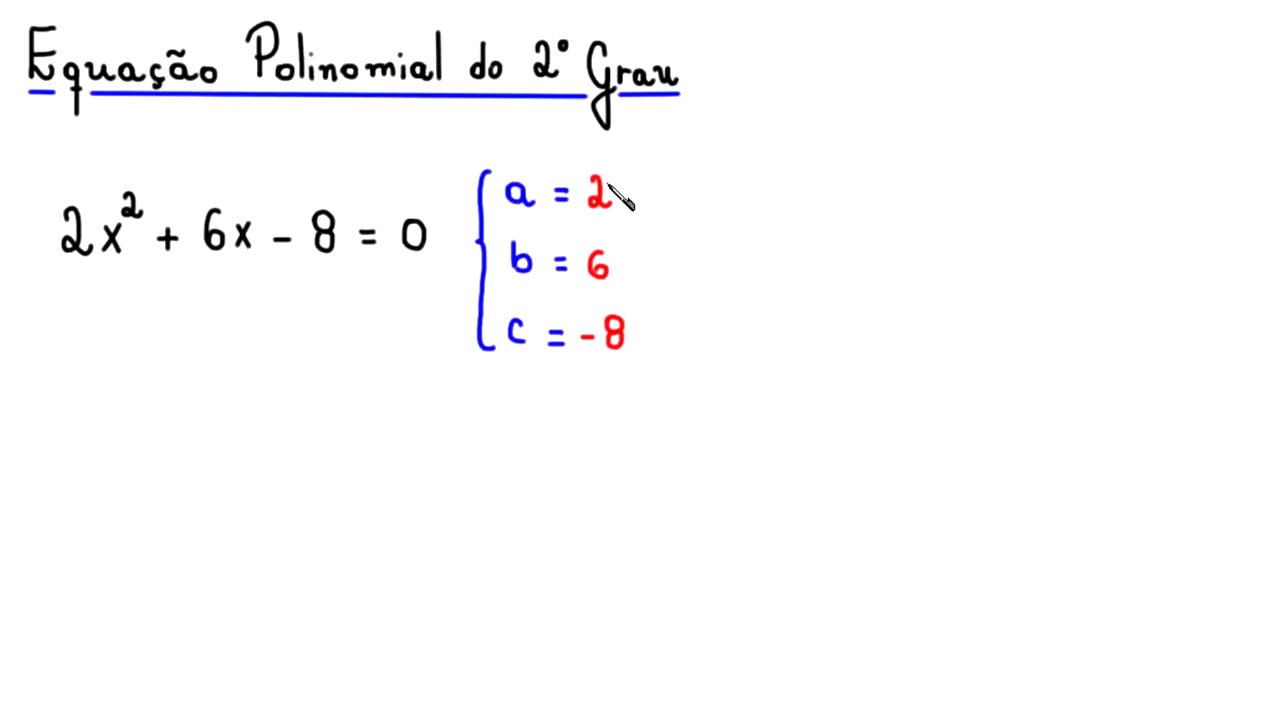 Equação Polinomial do 2° Grau
2x² + 6x - 8 = 0
a = 2
b = 6
c = -8